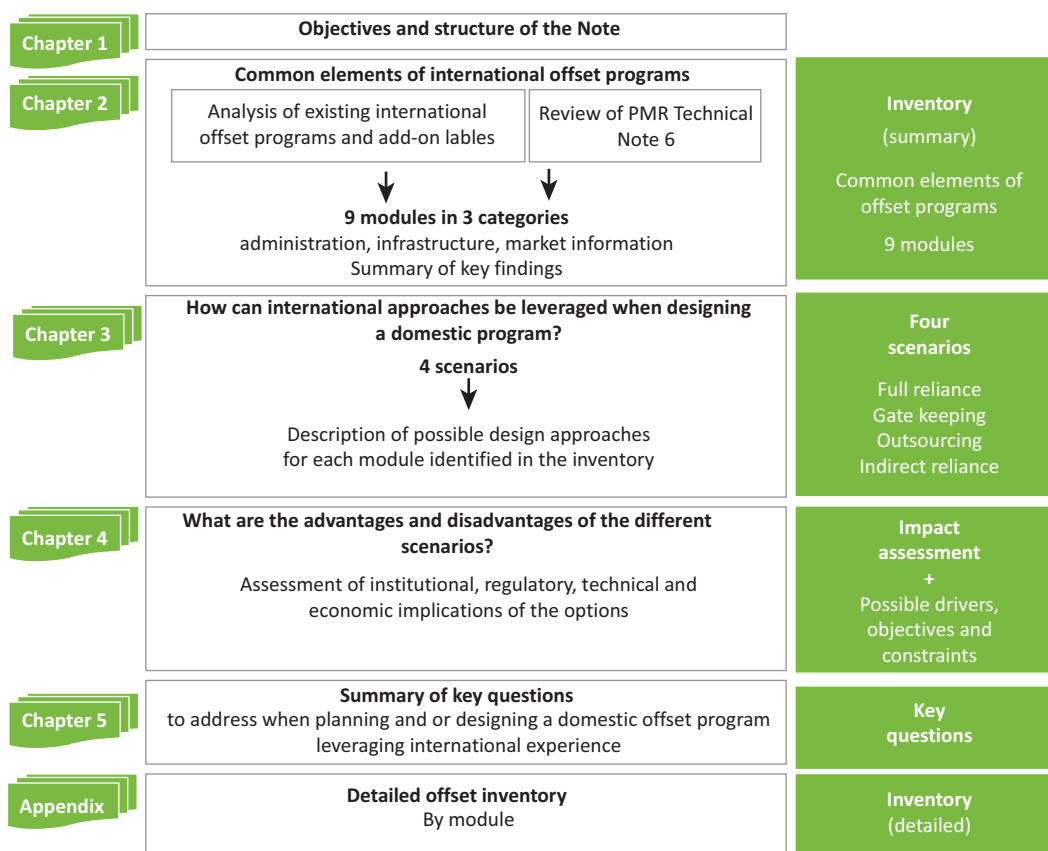 Chapter 1
Objectives and structure of the Note
Chapter 2
Common elements of international offset programs
Analysis of existing international
offset programs and add-on lables
Review of PMR Technical
Note 6
9 modules in 3 categories
administration, infrastructure, market information
Summary of key findings
Inventory
(summary)
Common elements of
offset programs
9 modules
Chapter 3
How can international approaches be leveraged when designing
a domestic program?
4 scenarios
Description of possible design approaches
for each module identified in the inventory
Four
scenarios
Full reliance
Gate keeping
Outsourcing
Indirect reliance
Chapter 4
What are the advantages and disadvantages of the different
scenarios?
Assessment of institutional, regulatory, technical and
economic implications of the options
Impact
assessment
+
Possible drivers,
objectives and
constraints
Chapter 5
Summary of key questions
to address when planning and or designing a domestic offset program
leveraging international experience
Key
questions
Appendix
Detailed offset inventory
By module
Inventory
(detailed)